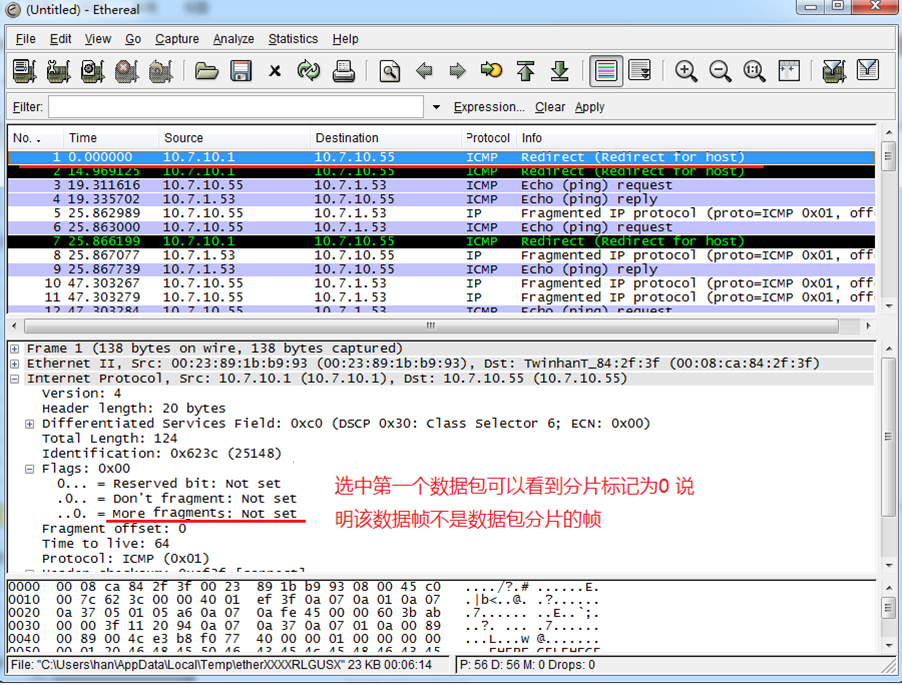 (Untitled) - Ethereal
File Edit View Go Capture Analyze Statistics Help
Filter: Expression... Clear Apply
No. . Time Source Destination Protocol Info
1 0.000000 10.7.10.1 10.7.10.55 ICMP Redirect (Redirect for host)
2 14.969125 10.7.10.1 10.7.10.55 ICMP Redirect (Redirect for host)
3 19.311616 10.7.10.55 10.7.1.53 ICMP Echo (ping) request
4 19.335702 10.7.1.53 10.7.10.55 ICMP Echo (ping) reply
5 25.862989 10.7.10.55 10.7.1.53 IP Fragmented IP protocol (proto=ICMP 0x01, off=
6 25.863000 10.7.10.55 10.7.1.53 ICMP Echo (ping) request
7 25.866199 10.7.10.1 10.7.10.55 ICMP Redirect (Redirect for host)
8 25.867077 10.7.1.53 10.7.10.55 IP Fragmented IP protocol (proto=ICMP 0x01, off=
9 25.867739 10.7.1.53 10.7.10.55 ICMP Echo (ping) reply
10 47.303267 10.7.10.55 10.7.1.53 IP Fragmented IP protocol (proto=ICMP 0x01, off=
11 47.303279 10.7.10.55 10.7.1.53 IP Fragmented IP protocol (proto=ICMP 0x01, off=
12 47.303284 10.7.10.55 10.7.1.53 ICMP Echo (ping) request
Frame 1 (138 bytes on wire, 138 bytes captured)
Ethernet II, Src: 00:23:89:1b:b9:93 (00:23:89:1b:b9:93), Dst: TwinhanT_84:2f:3f (00:08:ca:84:2f:3f)
Internet Protocol, Src: 10.7.10.1 (10.7.10.1), Dst: 10.7.10.55 (10.7.10.55)
Version: 4
Header length: 20 bytes
Differentiated Services Field: 0xc0 (DSCP 0x30: Class Selector 6; ECN: 0x00)
Total Length: 124
Identification: 0x623c (25148)
Flags: 0x00
0... = Reserved bit: Not set
.0.. = Don't fragment: Not set
..0. = More fragments: Not set
选中第一个数据包可以看到分片标记为0 说
明该数据帧不是数据包分片的帧
Fragment offset: 0
Time to live: 64
Protocol: ICMP (0x01)
Header checksum: 0xef3f [correct]
0000 00 08 ca 84 2f 3f 00 23 89 1b b9 93 08 00 45 c0 ..../?.# ......E.
0010 00 7c 62 3c 00 00 40 01 ef 3f 0a 07 0a 01 0a 07 .|b<..@. .?......
0020 0a 37 05 01 05 a6 0a 07 0a fe 45 00 00 60 3b ab .7...... ..E..`;.
0030 00 00 3f 11 20 94 0a 07 0a 37 0a 07 01 0a 00 89 ..?. ... .7......
0040 00 89 00 4c e3 b8 f0 77 40 00 00 01 00 00 00 00 ...L...w @.......
0050 00 01 20 46 48 45 50 46 43 45 4c 45 48 46 43 45
File: "C:\Users\han\AppData\Local\Temp\etherXXXXRLGUSX" 23 KB 00:06:14 P: 56 D: 56 M: 0 Drops: 0